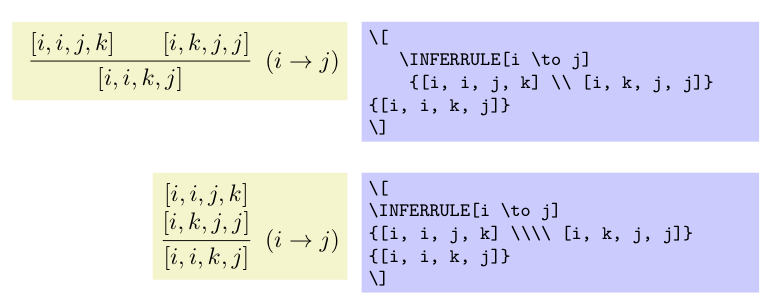 [i, i, j, k] [i, k, j, j]
[i, i, k, j]
(i → j)
\[
\INFERRULE[i \to j]
{[i, i, j, k] \\ [i, k, j, j]}
{[i, i, k, j]}
\]
[i, i, j, k]
[i, k, j, j]
[i, i, k, j]
(i → j)
\[
\INFERRULE[i \to j]
{[i, i, j, k] \\\\ [i, k, j, j]}
{[i, i, k, j]}
\]